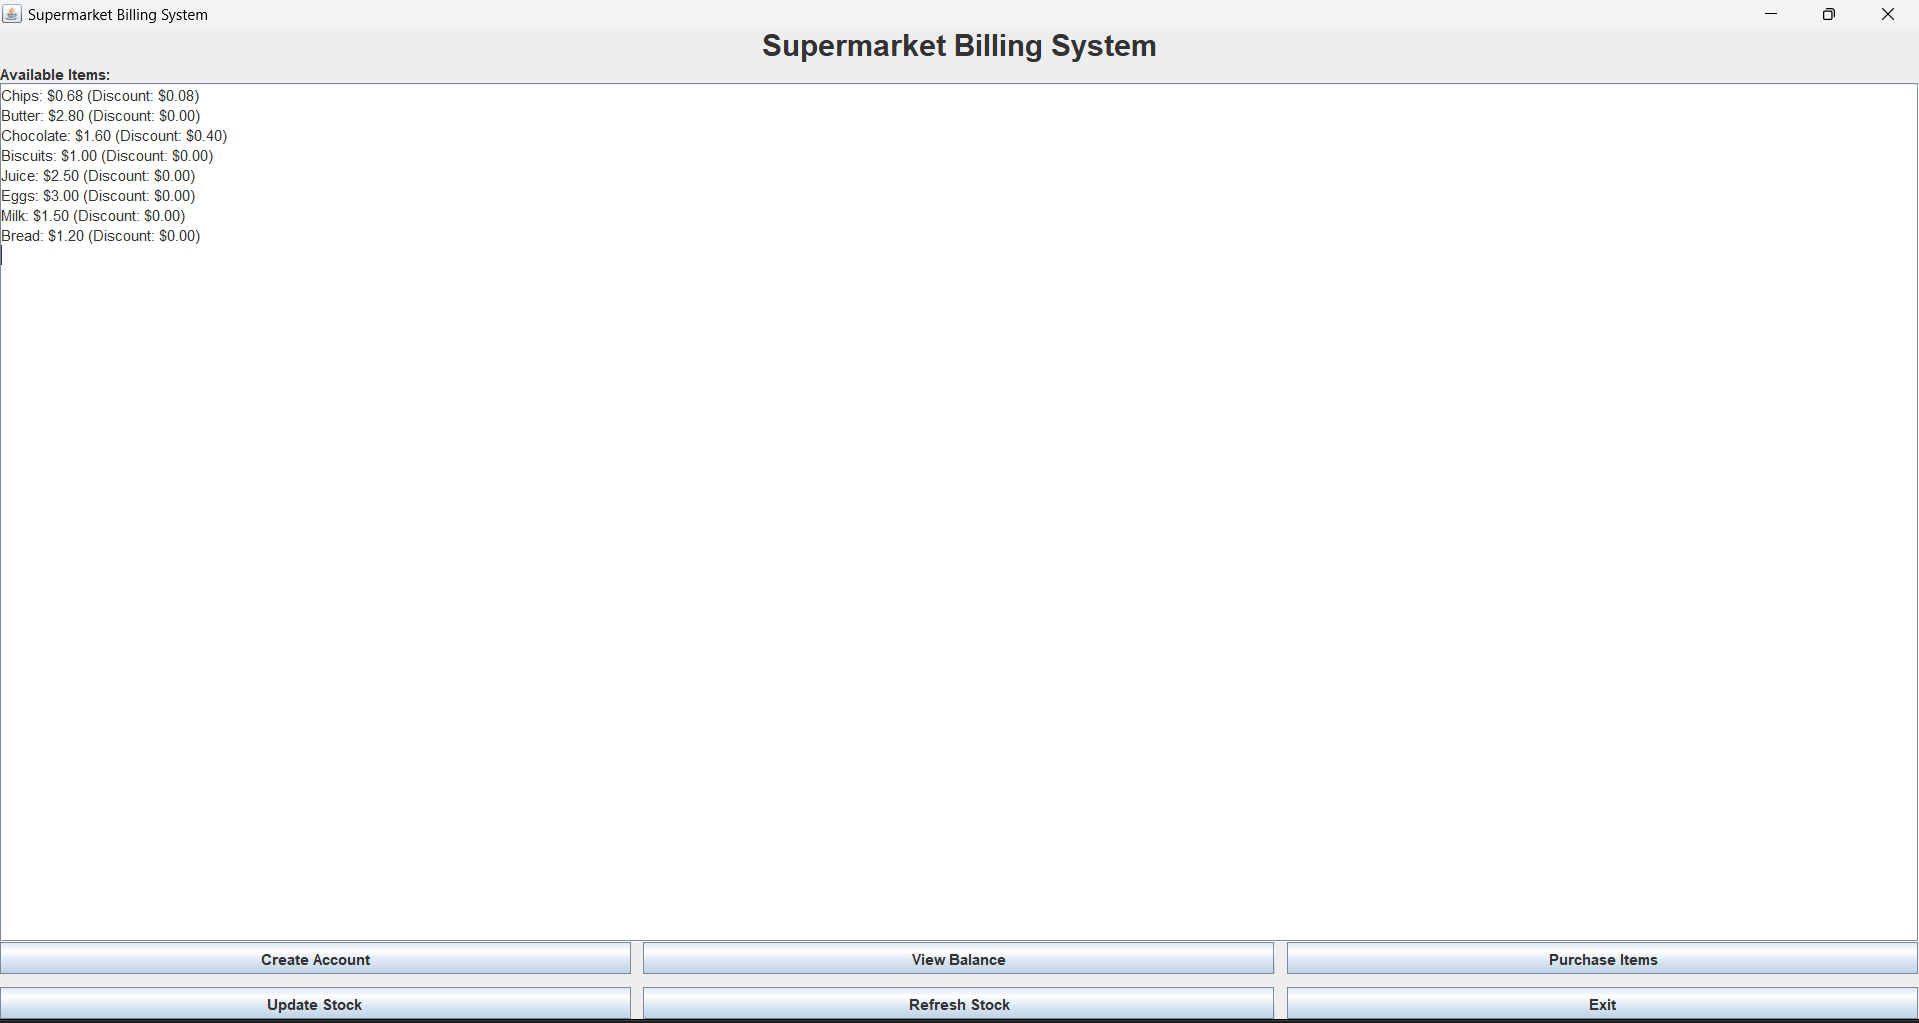 Supermarket Billing System
Supermarket Billing System
Available Items:
Chips: $0.68 (Discount: $0.08)
Butter: $2.80 (Discount: $0.00)
Chocolate: $1.60 (Discount: $0.40)
Biscuits: $1.00 (Discount: $0.00)
Juice: $2.50 (Discount: $0.00)
Eggs: $3.00 (Discount: $0.00)
Milk: $1.50 (Discount: $0.00)
Bread: $1.20 (Discount: $0.00)
Create Account View Balance Purchase Items
Update Stock Refresh Stock Exit